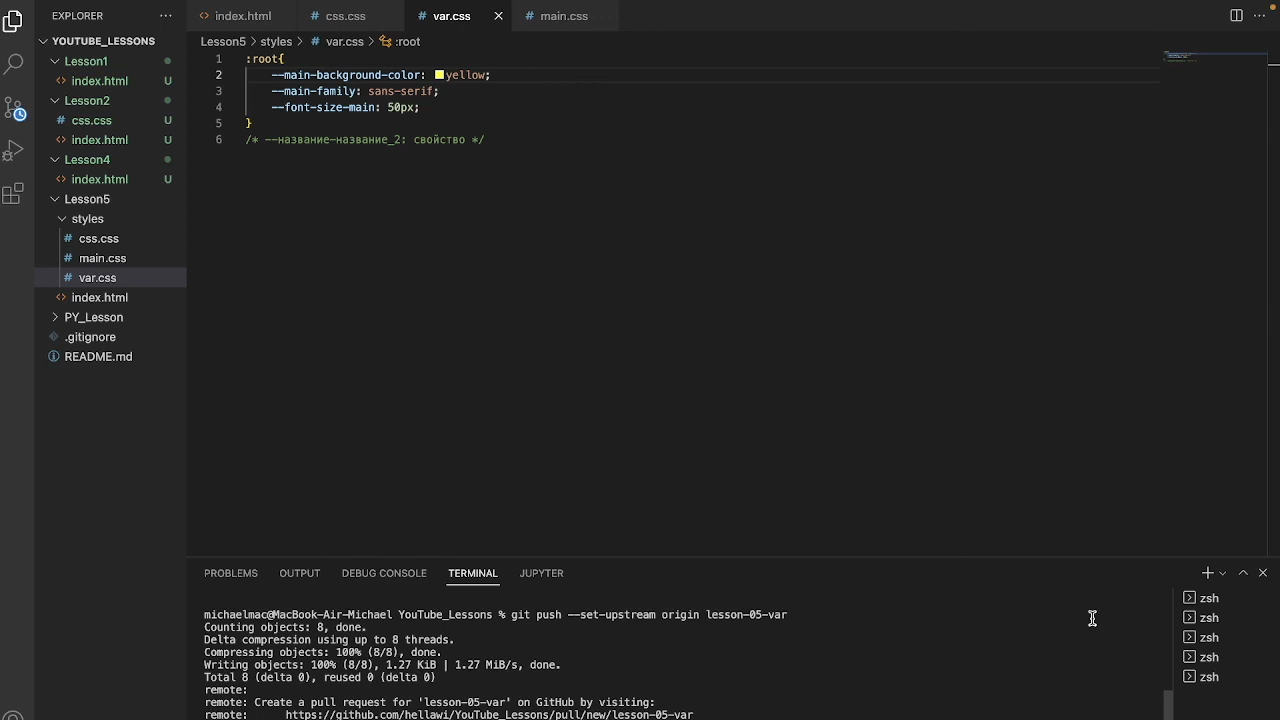 EXPLORER
YOUTUBE_LESSONS
Lesson1
index.html U
Lesson2
css.css U
index.html U
Lesson4
index.html U
Lesson5
styles
css.css
main.css
var.css
index.html
PY_Lesson
.gitignore
README.md
index.html css.css var.css main.css
Lesson5 > styles > # var.css > :root
1 :root{
2 --main-background-color: yellow;
3 --main-family: sans-serif;
4 --font-size-main: 50px;
5 }
6 /* --название-название_2: свойство */
PROBLEMS OUTPUT DEBUG CONSOLE TERMINAL JUPYTER
michaelmac@MacBook-Air-Michael YouTube_Lessons % git push --set-upstream origin lesson-05-var
Counting objects: 8, done.
Delta compression using up to 8 threads.
Compressing objects: 100% (8/8), done.
Writing objects: 100% (8/8), 1.27 KiB | 1.27 MiB/s, done.
Total 8 (delta 0), reused 0 (delta 0)
remote:
remote: Create a pull request for 'lesson-05-var' on GitHub by visiting:
remote: https://github.com/hellawi/YouTube_Lessons/pull/new/lesson-05-var
zsh
zsh
zsh
zsh
zsh